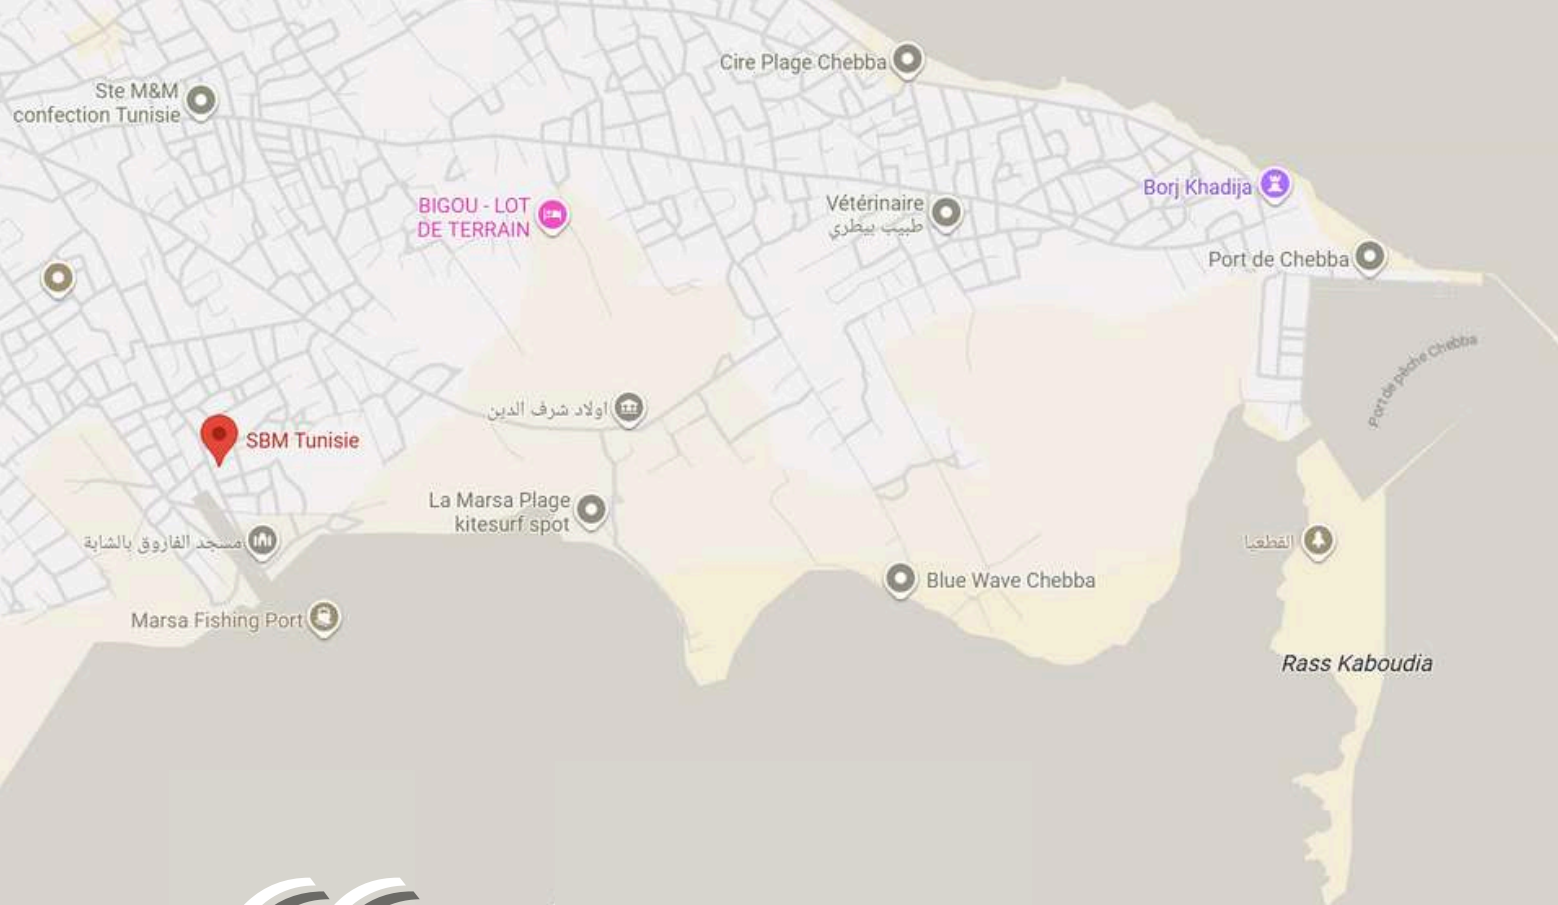 Cire Plage Chebba
Ste M&M
confection Tunisie
Borj Khadija
BIGOU - LOT
DE TERRAIN
Vétérinaire
طبيب بيطري
Port de Chebba
Port de pêche Chebba
اولاد شرف الدين
SBM Tunisie
La Marsa Plage
kitesurf spot
مسجد الفاروق بالشابة
القطعيا
Blue Wave Chebba
Marsa Fishing Port
Rass Kaboudia